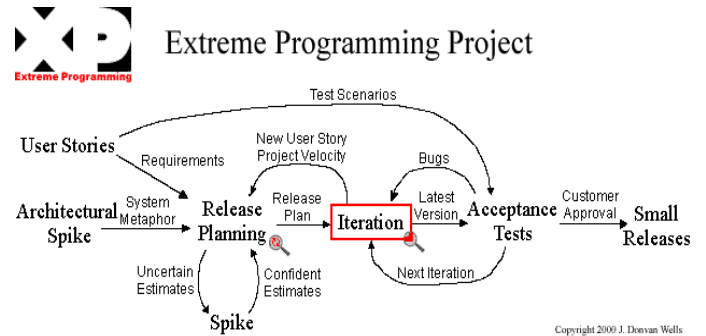 XP
Extreme Programming
Extreme Programming Project
Test Scenarios
User Stories
Requirements
New User Story
Project Velocity
Bugs
Architectural
Spike
System
Metaphor
Release
Planning
Release
Plan
Iteration
Latest
Version
Acceptance
Tests
Customer
Approval
Small
Releases
Uncertain
Estimates
Confident
Estimates
Next Iteration
Spike
Copyright 2000 J. Donvan Wells